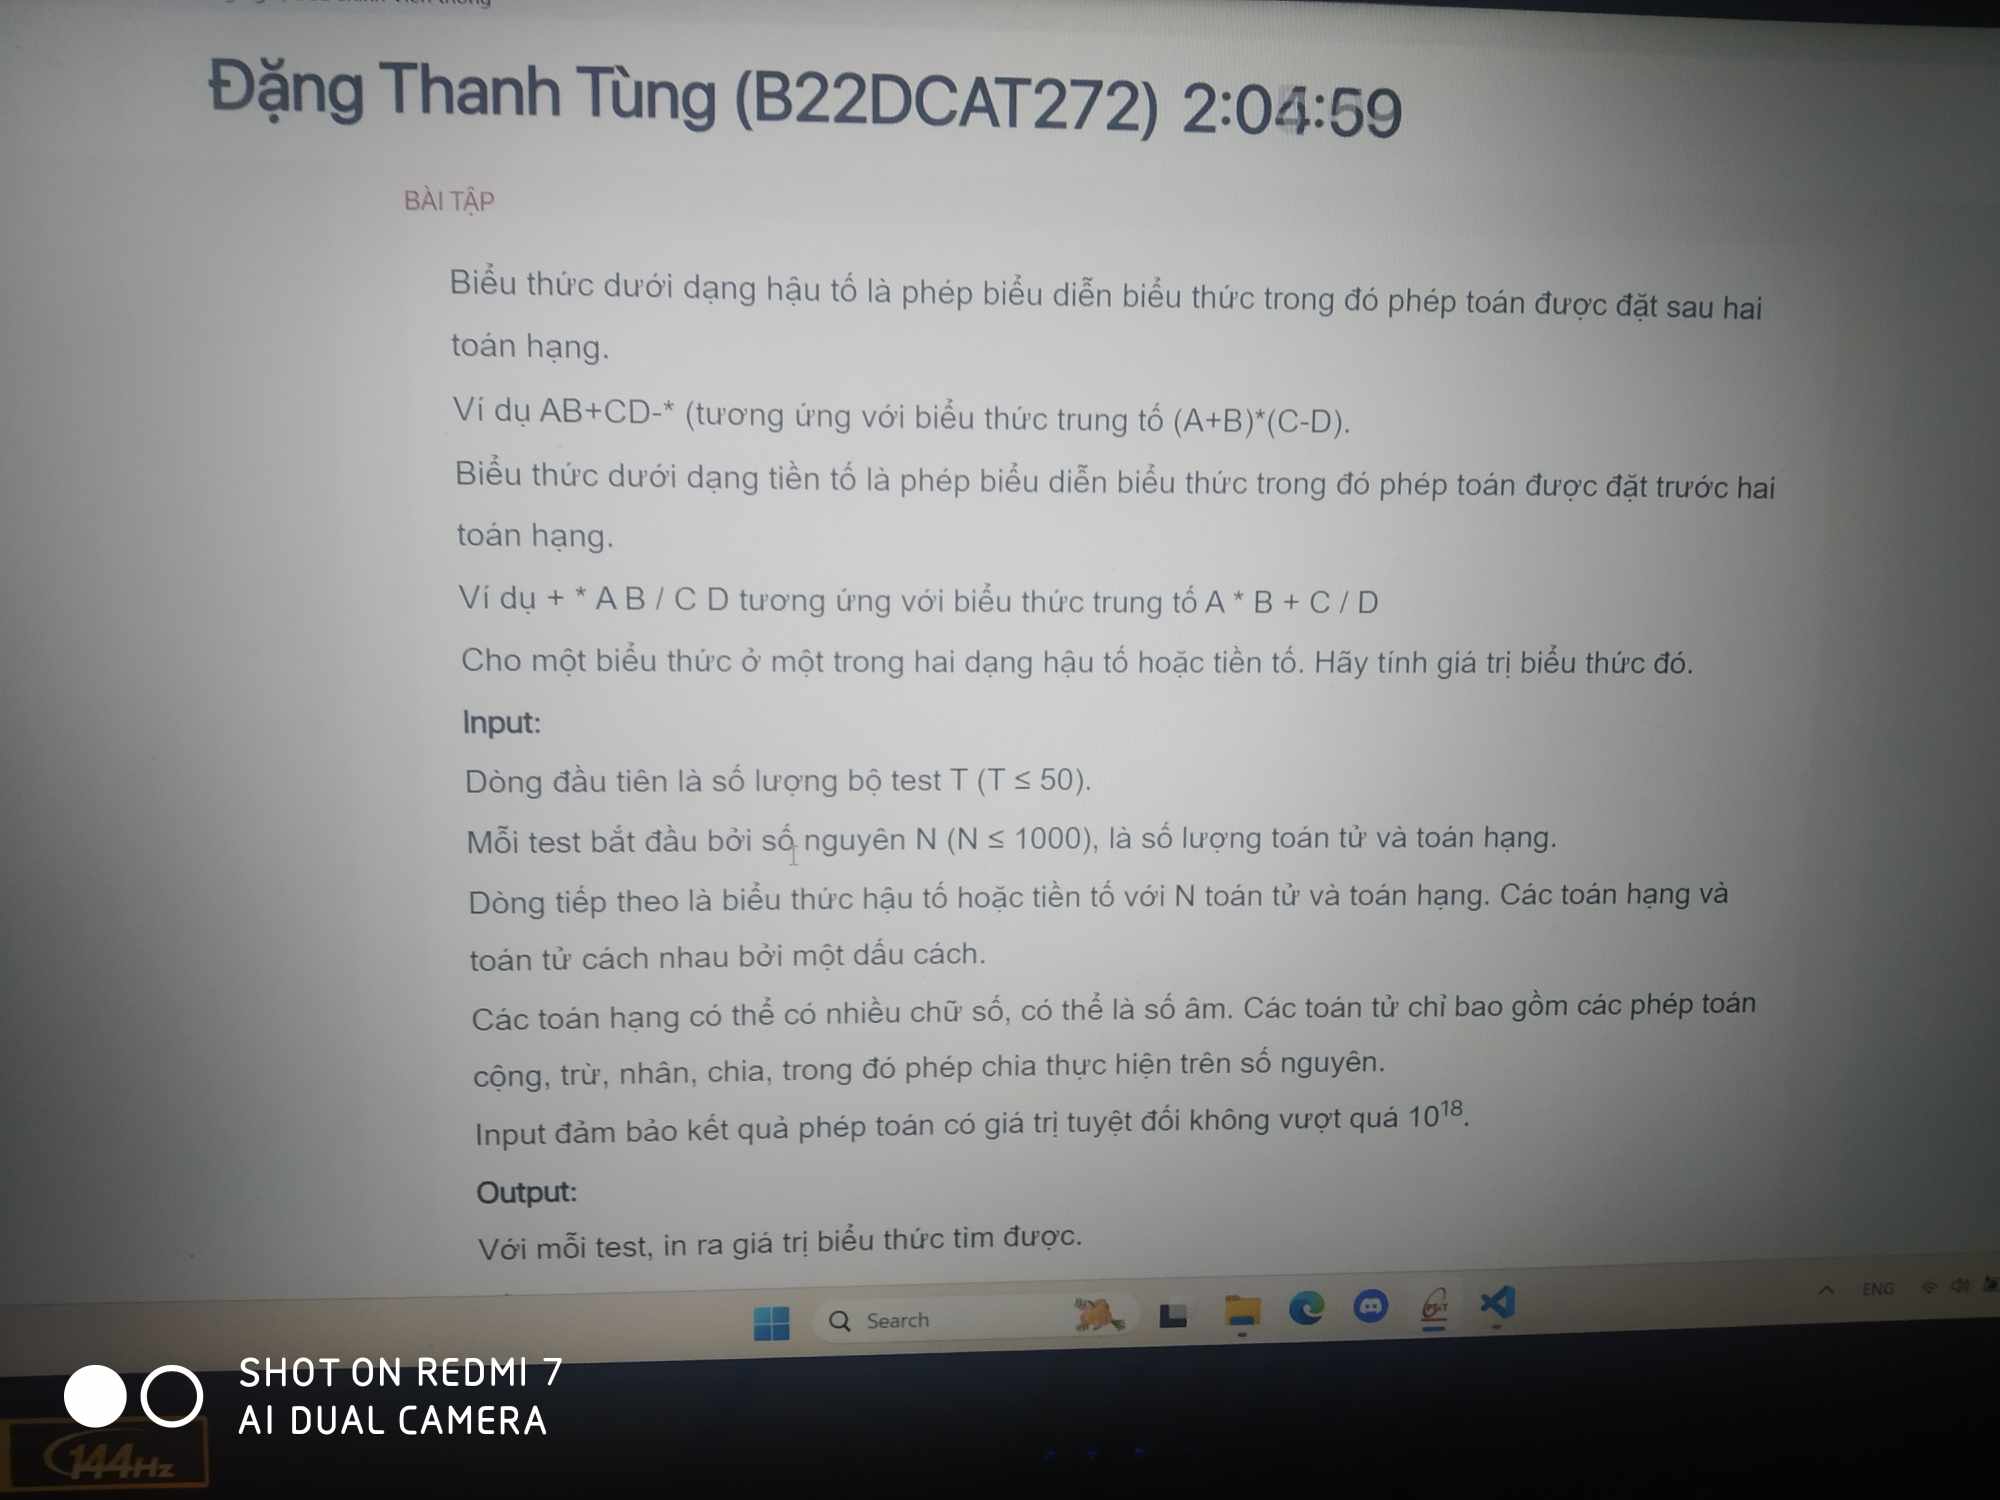 Đặng Thanh Tùng (B22DCAT272) 2:04:59
BÀI TẬP
Biểu thức dưới dạng hậu tố là phép biểu diễn biểu thức trong đó phép toán được đặt sau hai
toán hạng.
Ví dụ AB+CD-* (tương ứng với biểu thức trung tố (A+B)*(C-D).
Biểu thức dưới dạng tiền tố là phép biểu diễn biểu thức trong đó phép toán được đặt trước hai
toán hạng.
Ví dụ + * A B / C D tương ứng với biểu thức trung tố A * B + C / D
Cho một biểu thức ở một trong hai dạng hậu tố hoặc tiền tố. Hãy tính giá trị biểu thức đó.
Input:
Dòng đầu tiên là số lượng bộ test T (T ≤ 50).
Mỗi test bắt đầu bởi số nguyên N (N ≤ 1000), là số lượng toán tử và toán hạng.
Dòng tiếp theo là biểu thức hậu tố hoặc tiền tố với N toán tử và toán hạng. Các toán hạng và
toán tử cách nhau bởi một dấu cách.
Các toán hạng có thể có nhiều chữ số, có thể là số âm. Các toán tử chỉ bao gồm các phép toán
cộng, trừ, nhân, chia, trong đó phép chia thực hiện trên số nguyên.
Input đảm bảo kết quả phép toán có giá trị tuyệt đối không vượt quá 10¹⁸.
Output:
Với mỗi test, in ra giá trị biểu thức tìm được.
Search
ENG
SHOT ON REDMI 7
AI DUAL CAMERA
144Hz